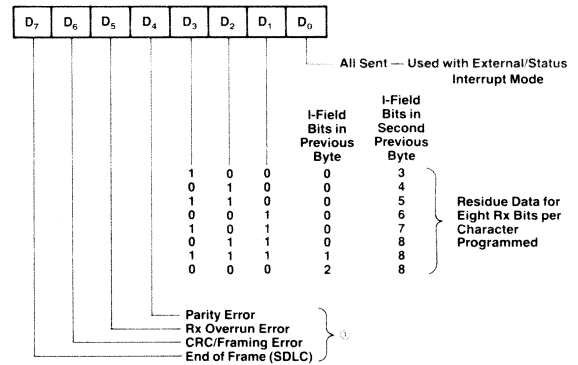 D7 D6 D5 D4 D3 D2 D1 D0
All Sent — Used with External/Status
Interrupt Mode
I-Field
Bits in
Previous
Byte
I-Field
Bits in
Second
Previous
Byte
1 0 0 0 3
0 1 0 0 4
1 1 0 0 5
0 0 1 0 6
1 0 1 0 7
0 1 1 0 8
1 1 1 1 8
0 0 0 2 8
Residue Data for
Eight Rx Bits per
Character
Programmed
Parity Error
Rx Overrun Error
CRC/Framing Error
End of Frame (SDLC)
①